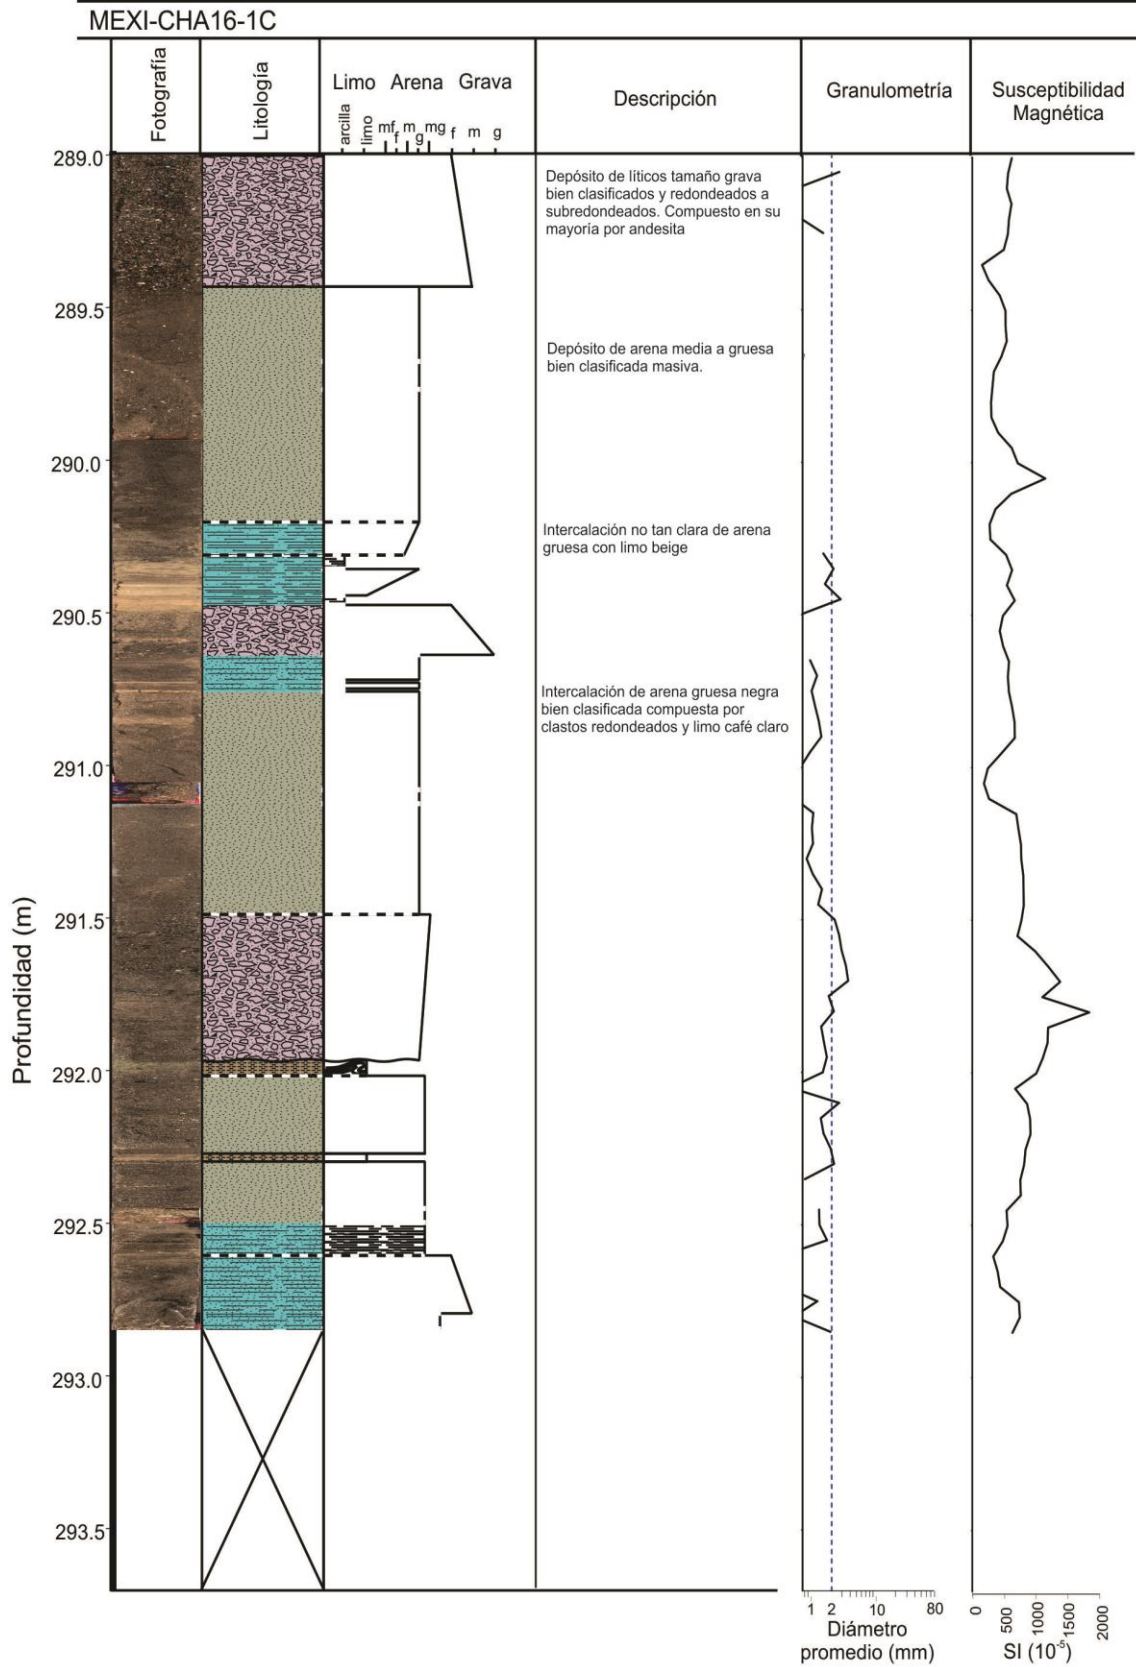 MEXI-CHA16-1C
Fotografía
Litología
Limo Arena Grava
arcilla limo mf f m g mg f m g
Descripción
Granulometría
Susceptibilidad
Magnética
289.0
Depósito de líticos tamaño grava
bien clasificados y redondeados a
subredondeados. Compuesto en su
mayoría por andesita
289.5
Depósito de arena media a gruesa
bien clasificada masiva.
290.0
Intercalación no tan clara de arena
gruesa con limo beige
290.5
Intercalación de arena gruesa negra
bien clasificada compuesta por
clastos redondeados y limo café claro
291.0
Profundidad (m)
291.5
292.0
292.5
293.0
293.5
1 2 10 80
Diámetro
promedio (mm)
0 500 1000 1500 2000
SI (10⁻⁵)